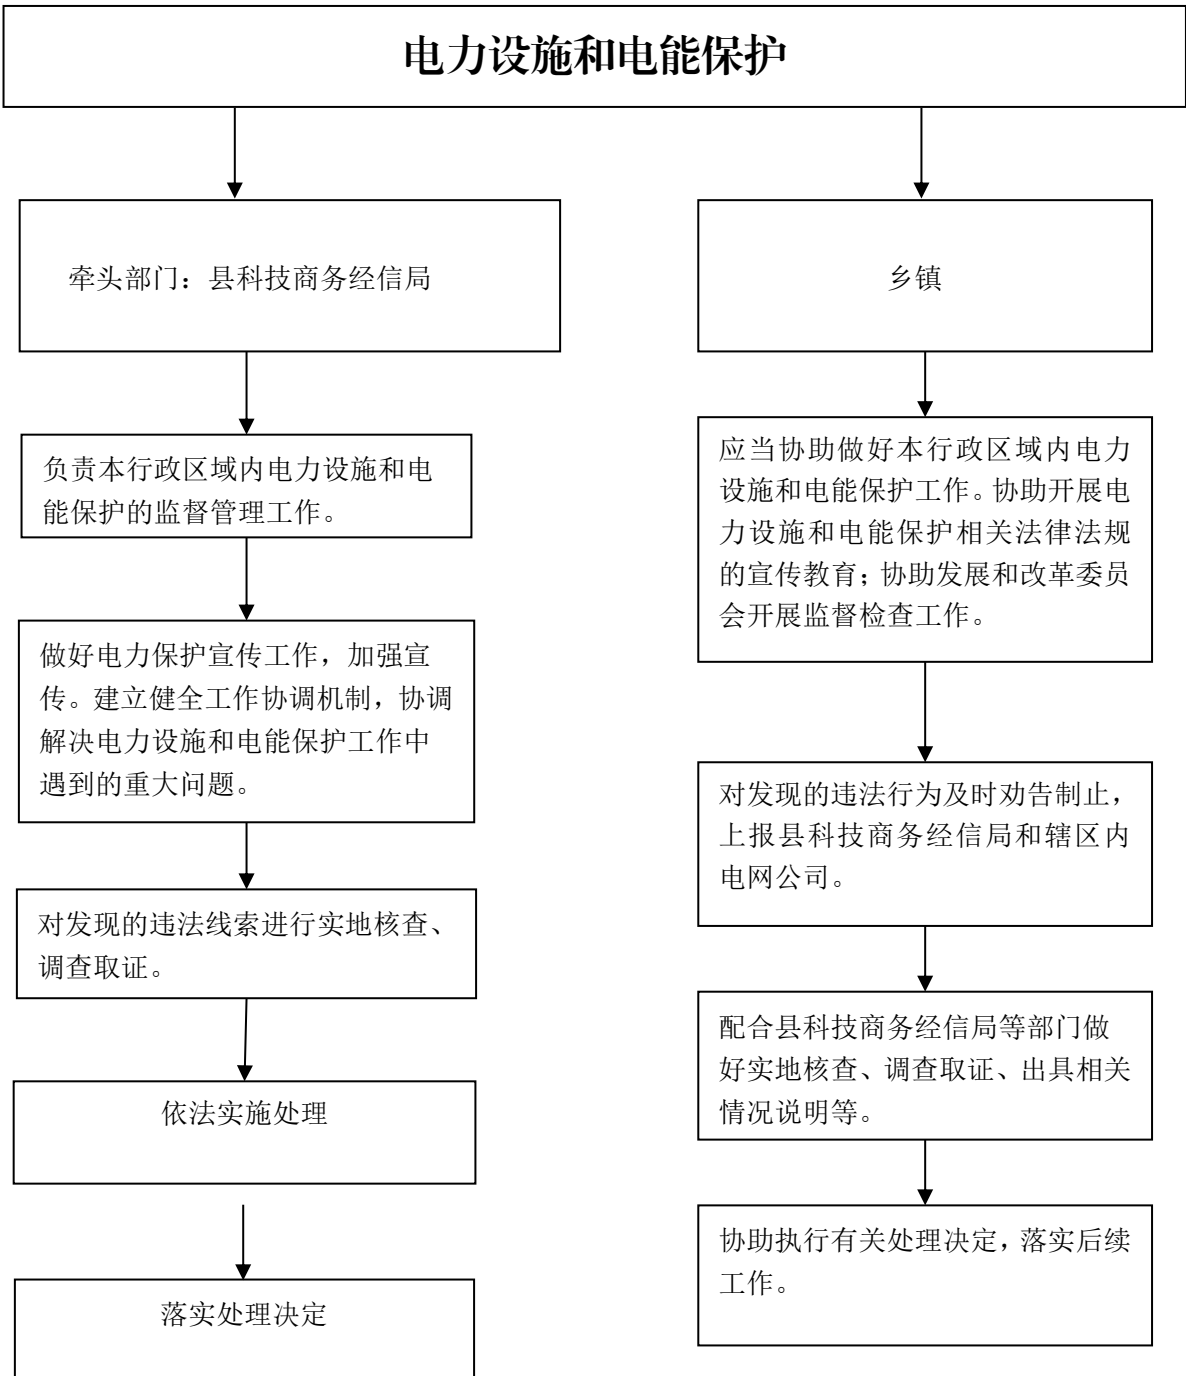 电力设施和电能保护
牵头部门：县科技商务经信局
负责本行政区域内电力设施和电
能保护的监督管理工作。
做好电力保护宣传工作，加强宣
传。建立健全工作协调机制，协调
解决电力设施和电能保护工作中
遇到的重大问题。
对发现的违法线索进行实地核查、
调查取证。
依法实施处理
落实处理决定
乡镇
应当协助做好本行政区域内电力
设施和电能保护工作。协助开展电
力设施和电能保护相关法律法规
的宣传教育；协助发展和改革委员
会开展监督检查工作。
对发现的违法行为及时劝告制止，
上报县科技商务经信局和辖区内
电网公司。
配合县科技商务经信局等部门做
好实地核查、调查取证、出具相关
情况说明等。
协助执行有关处理决定，落实后续
工作。